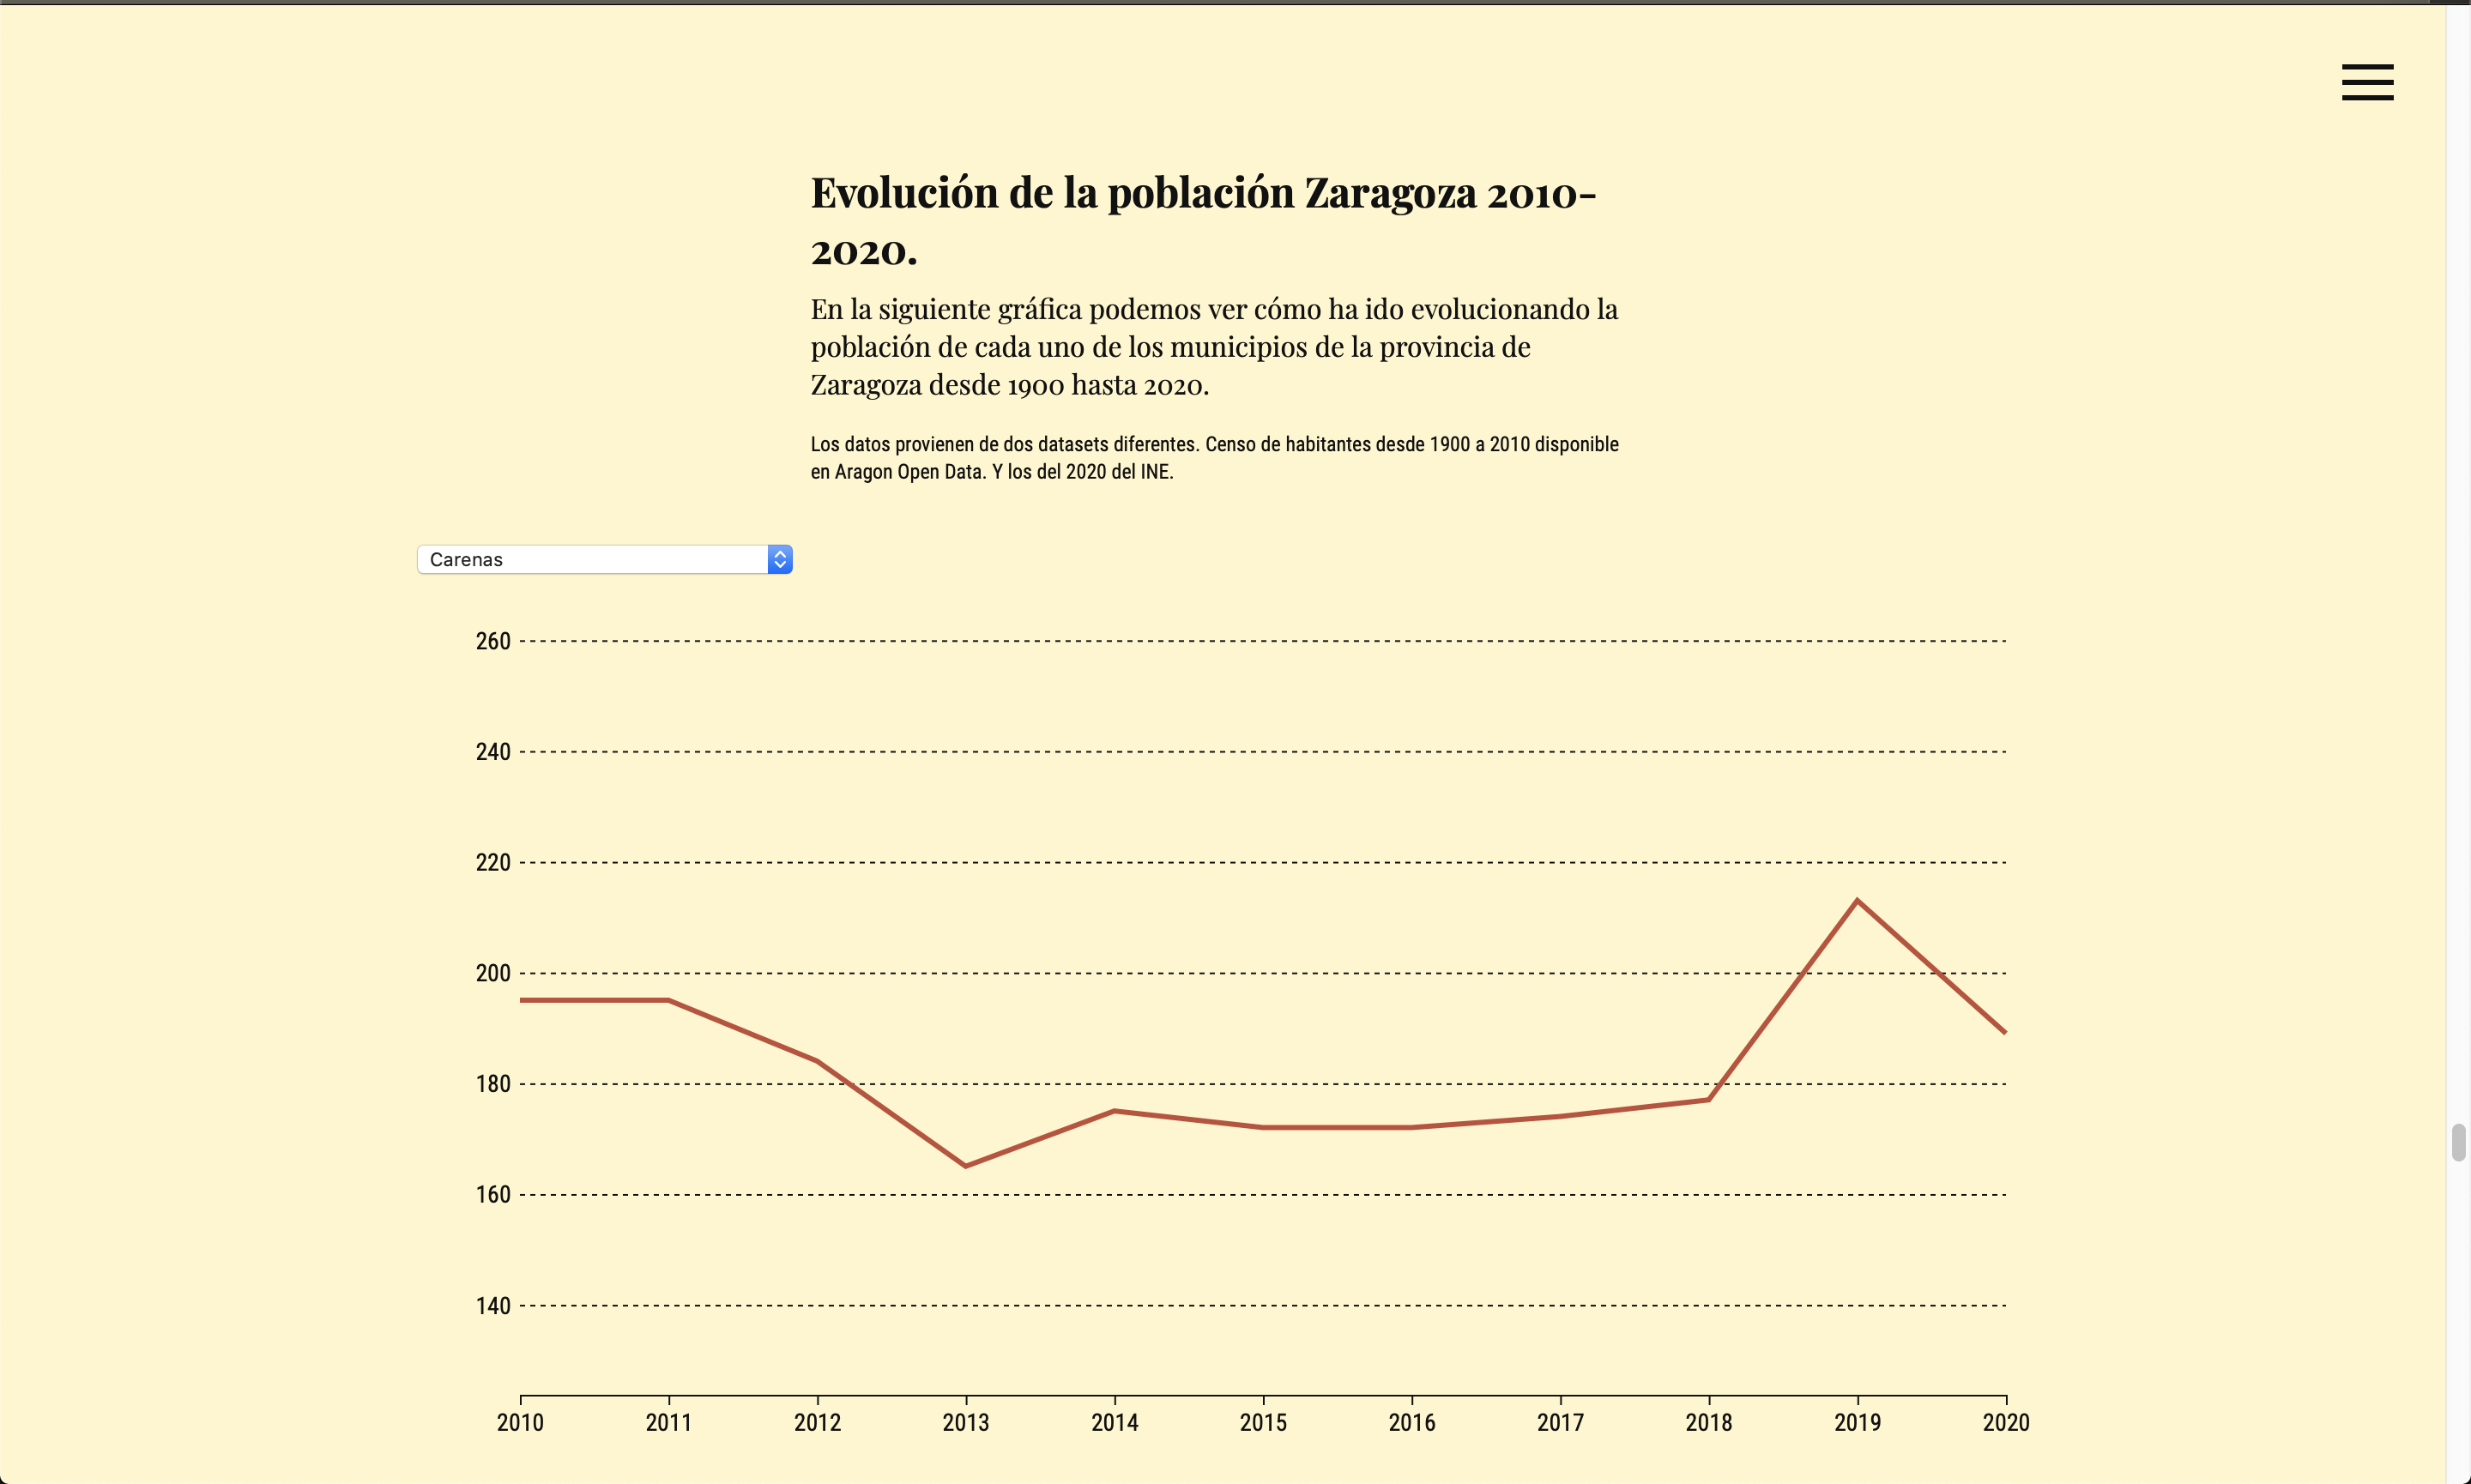 Evolución de la población Zaragoza 2010-
2020.
En la siguiente gráfica podemos ver cómo ha ido evolucionando la
población de cada uno de los municipios de la provincia de
Zaragoza desde 1900 hasta 2020.
Los datos provienen de dos datasets diferentes. Censo de habitantes desde 1900 a 2010 disponible
en Aragon Open Data. Y los del 2020 del INE.
Carenas
260
240
220
200
180
160
140
2010 2011 2012 2013 2014 2015 2016 2017 2018 2019 2020